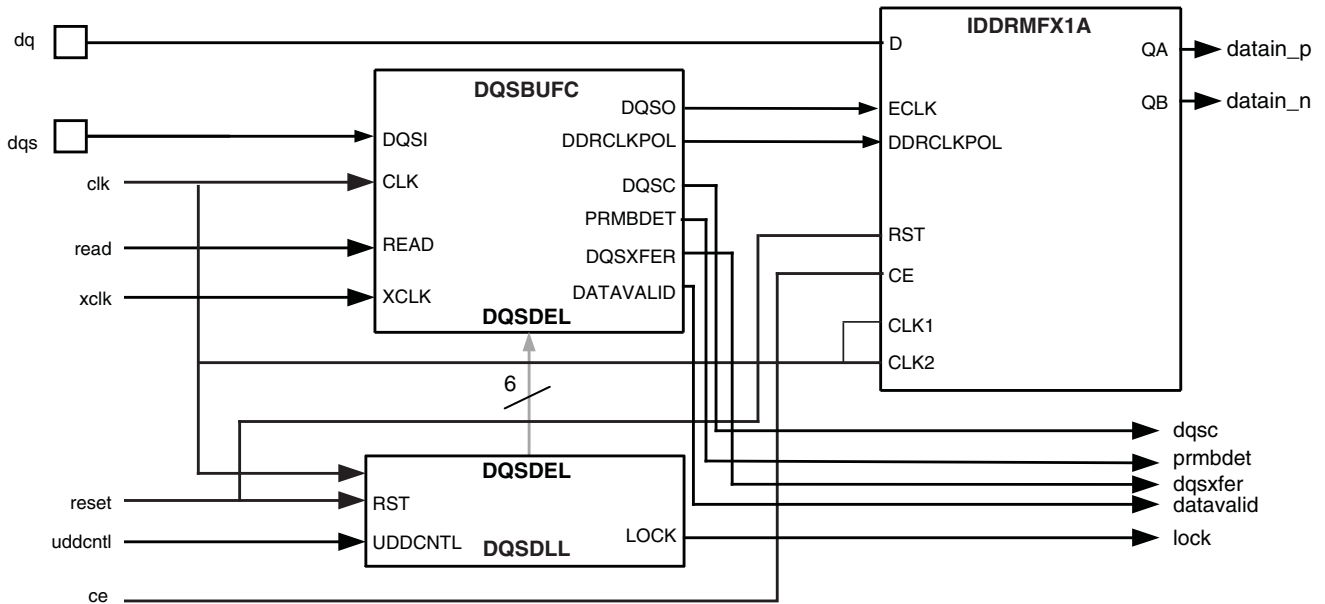 IDDRMFX1A
dq
D
QA
datain_p
DQSBUFC
QB
datain_n
DQSO
ECLK
dqs
DQSI
DDRCLKPOL
DDRCLKPOL
clk
CLK
DQSC
PRMBDET
RST
read
READ
DQSXFER
CE
xclk
XCLK
DATAVALID
DQSDEL
CLK1
CLK2
6
dqsc
DQSDEL
prmbdet
dqsxfer
reset
RST
datavalid
uddcntl
UDDCNTL
DQSDLL
LOCK
lock
ce